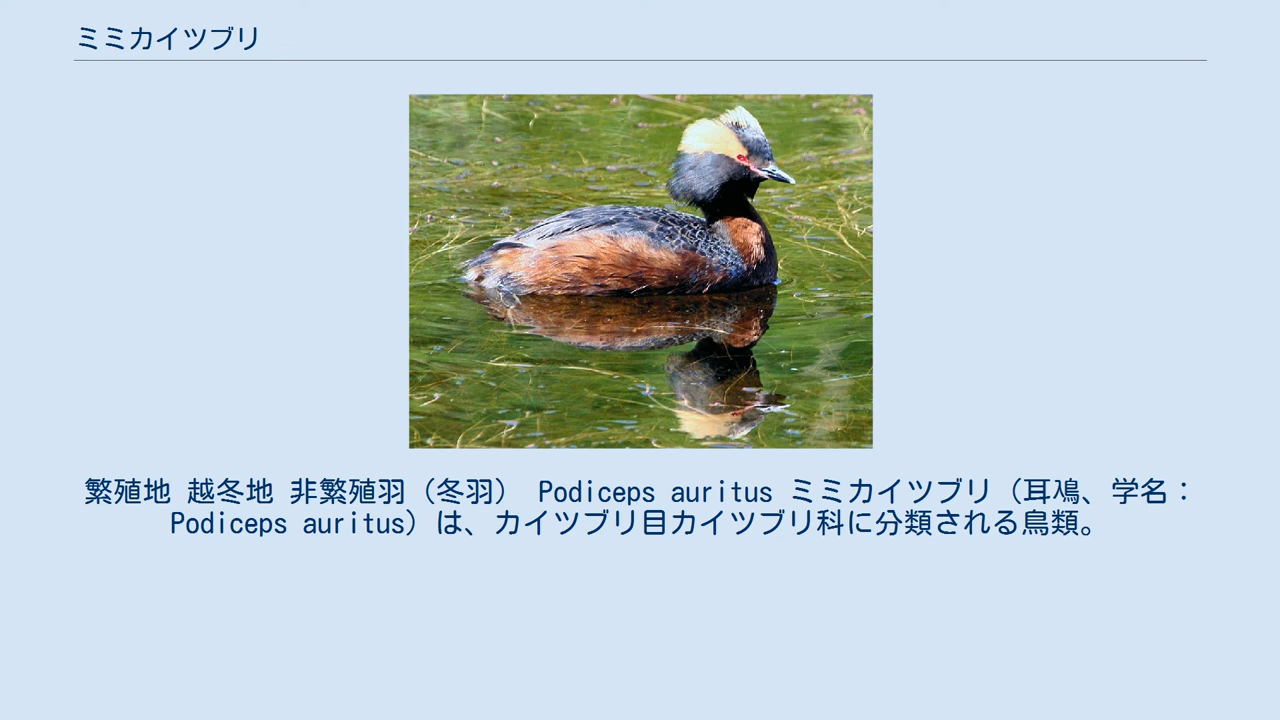 ミミカイツブリ
繁殖地 越冬地 非繁殖羽（冬羽） Podiceps auritus ミミカイツブリ（耳鳰、学名：
Podiceps auritus）は、カイツブリ目カイツブリ科に分類される鳥類。